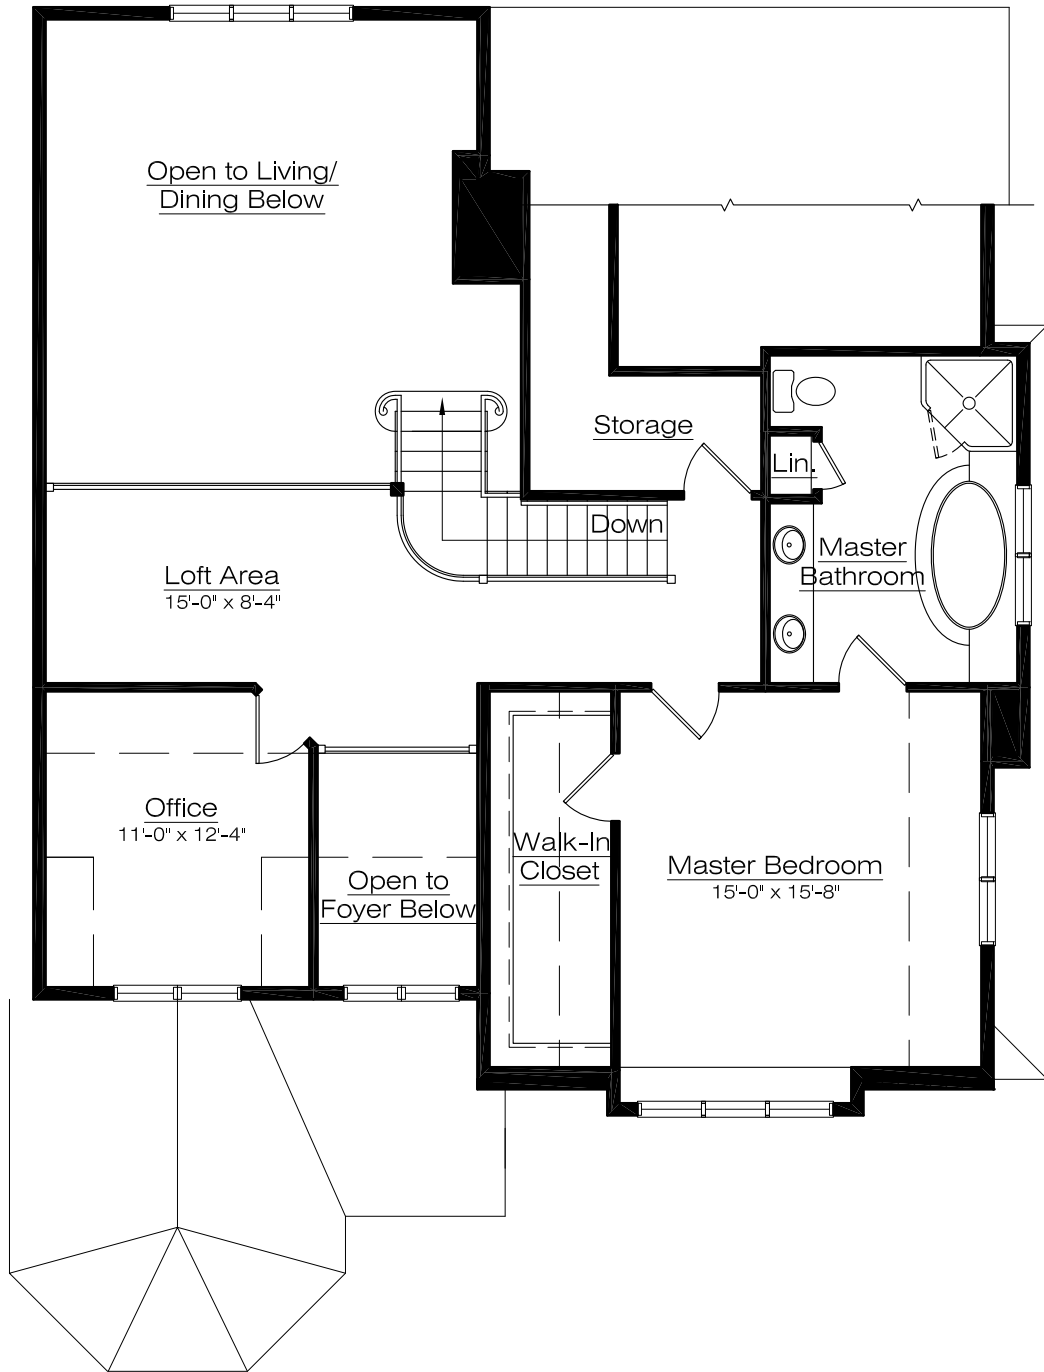 Open to Living/
Dining Below
Storage
Lin.
Down
Master
Bathroom
Loft Area
15'-0" x 8'-4"
Office
11'-0" x 12'-4"
Open to
Foyer Below
Walk-In
Closet
Master Bedroom
15'-0" x 15'-8"